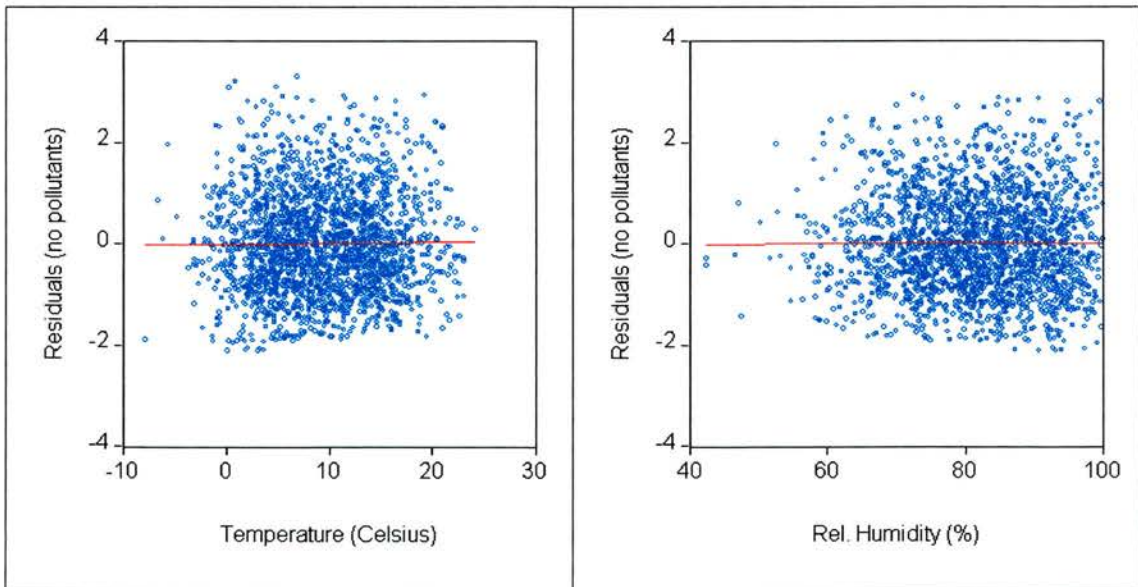 4
2
0
-2
-4
Residuals (no pollutants)
-10 0 10 20 30
Temperature (Celsius)
4
2
0
-2
-4
Residuals (no pollutants)
40 60 80 100
Rel. Humidity (%)